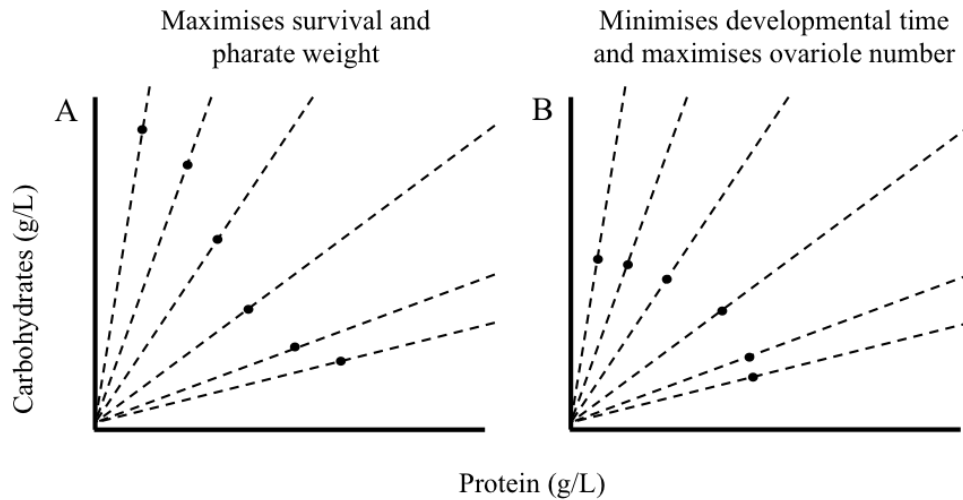 Maximises survival and
pharate weight
Minimises developmental time
and maximises ovariole number
A
B
Carbohydrates (g/L)
Protein (g/L)